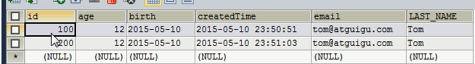 id age birth createdTime email LAST_NAME
100 12 2015-05-10 2015-05-10 23:50:51 tom@atguigu.com Tom
200 12 2015-05-10 2015-05-10 23:51:03 tom@atguigu.com Tom
* (NULL) (NULL) (NULL) (NULL) (NULL) (NULL)